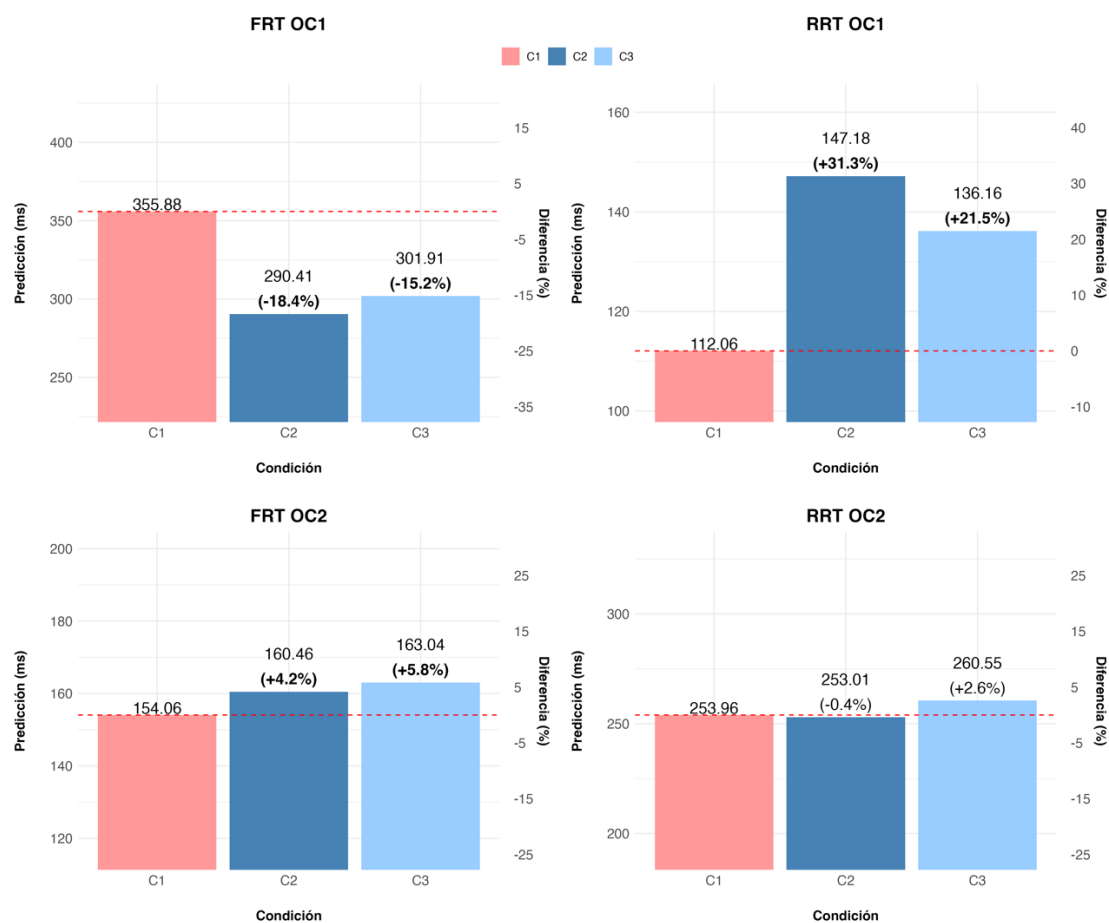 FRT OC1
RRT OC1
C1 C2 C3
Predicción (ms)
400
350
300
250
355.88
290.41
(-18.4%)
301.91
(-15.2%)
15
5
-5
-15
-25
-35
Diferencia (%)
C1 C2 C3
Condición
Predicción (ms)
160
140
120
100
112.06
147.18
(+31.3%)
136.16
(+21.5%)
40
30
20
10
0
-10
Diferencia (%)
C1 C2 C3
Condición
FRT OC2
Predicción (ms)
200
180
160
140
120
154.06
160.46
(+4.2%)
163.04
(+5.8%)
25
15
5
-5
-15
-25
Diferencia (%)
C1 C2 C3
Condición
RRT OC2
Predicción (ms)
300
250
200
253.96
253.01
(-0.4%)
260.55
(+2.6%)
25
15
5
-5
-15
-25
Diferencia (%)
C1 C2 C3
Condición